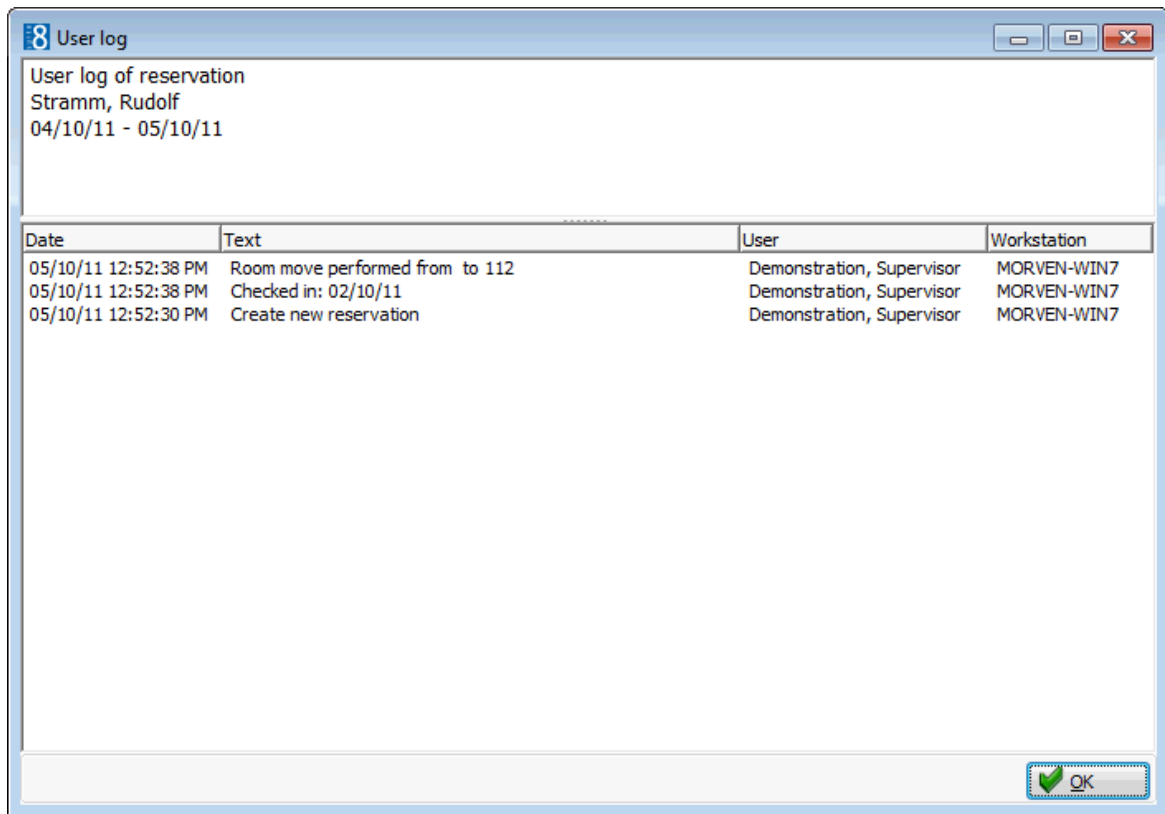 8 User log
User log of reservation
Stramm, Rudolf
04/10/11 - 05/10/11
Date Text User Workstation
05/10/11 12:52:38 PM Room move performed from  to 112 Demonstration, Supervisor MORVEN-WIN7
05/10/11 12:52:38 PM Checked in: 02/10/11 Demonstration, Supervisor MORVEN-WIN7
05/10/11 12:52:30 PM Create new reservation Demonstration, Supervisor MORVEN-WIN7
OK